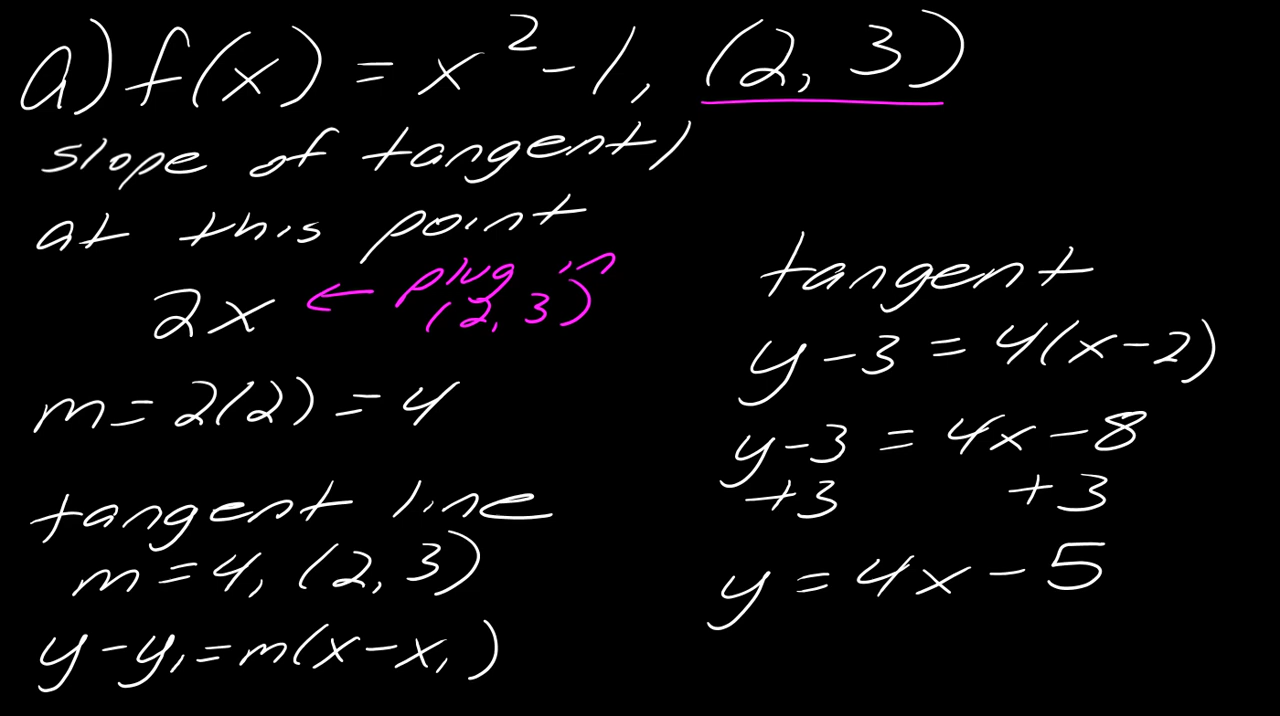 a) f(x) = x² - 1, (2, 3)
slope of tangent)
at this point
2x ← plug in
(2, 3)
m = 2(2) = 4
tangent line
m = 4, (2, 3)
y - y₁ = m(x - x₁)
tangent
y - 3 = 4(x - 2)
y - 3 = 4x - 8
+3 +3
y = 4x - 5